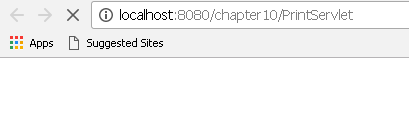 localhost:8080/chapter10/PrintServlet
Apps Suggested Sites